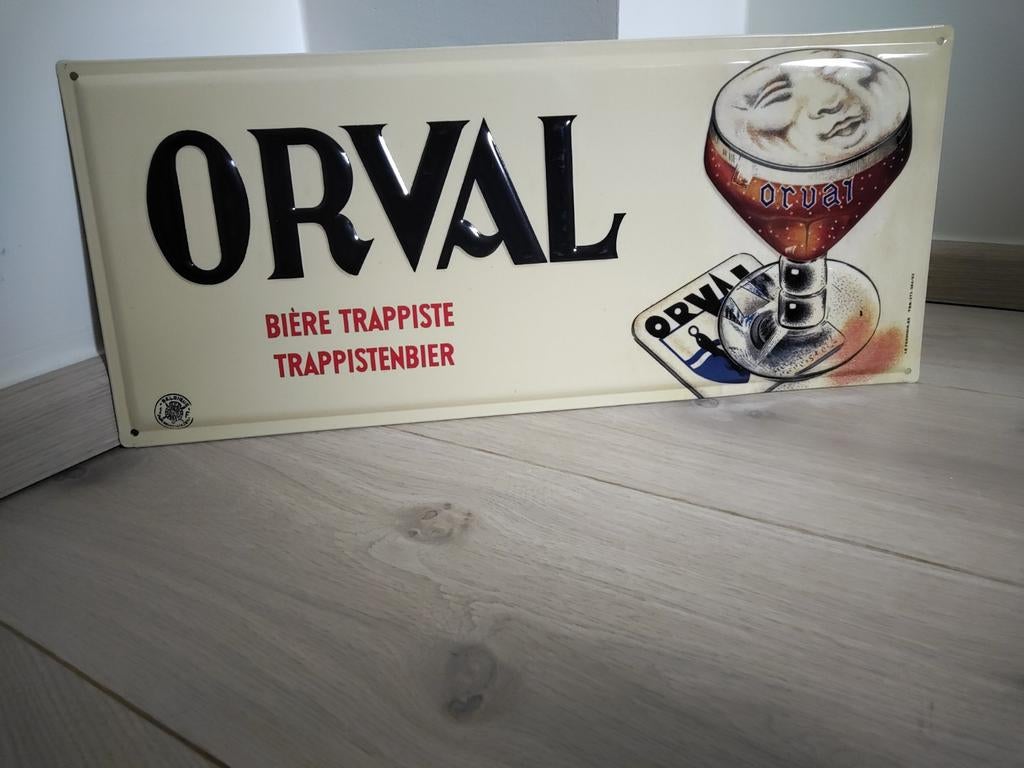 ORVAL
BIÈRE TRAPPISTE
TRAPPISTENBIER
orval
ORVAL